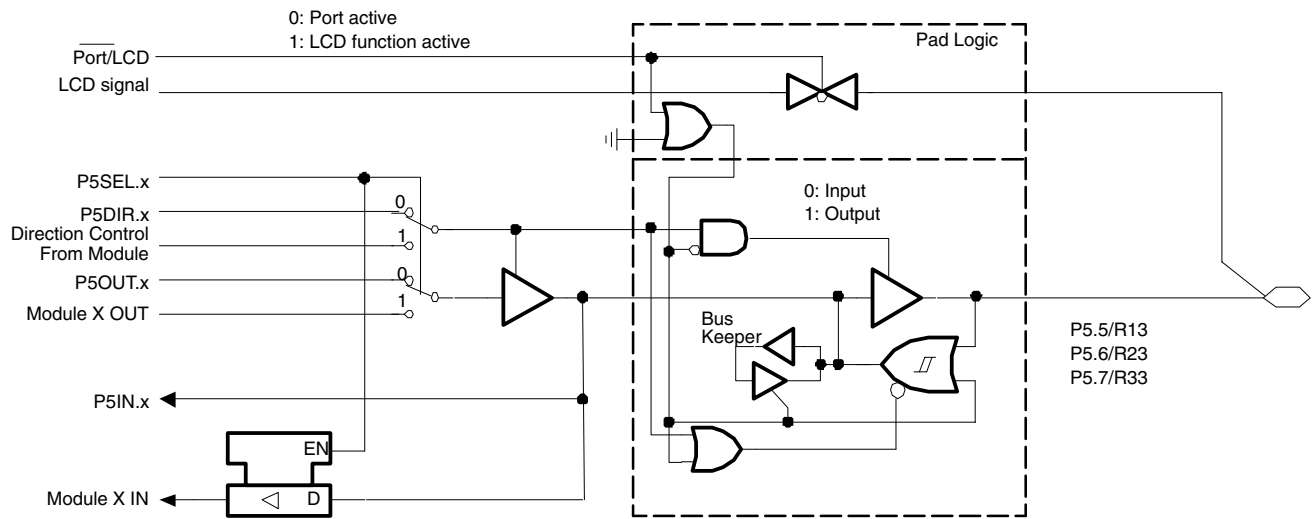 0: Port active
1: LCD function active
Pad Logic
Port/LCD
LCD signal
P5SEL.x
P5DIR.x
0
Direction Control
From Module
1
P5OUT.x
0
Module X OUT
1
0: Input
1: Output
Bus
Keeper
P5.5/R13
P5.6/R23
P5.7/R33
P5IN.x
EN
Module X IN
D